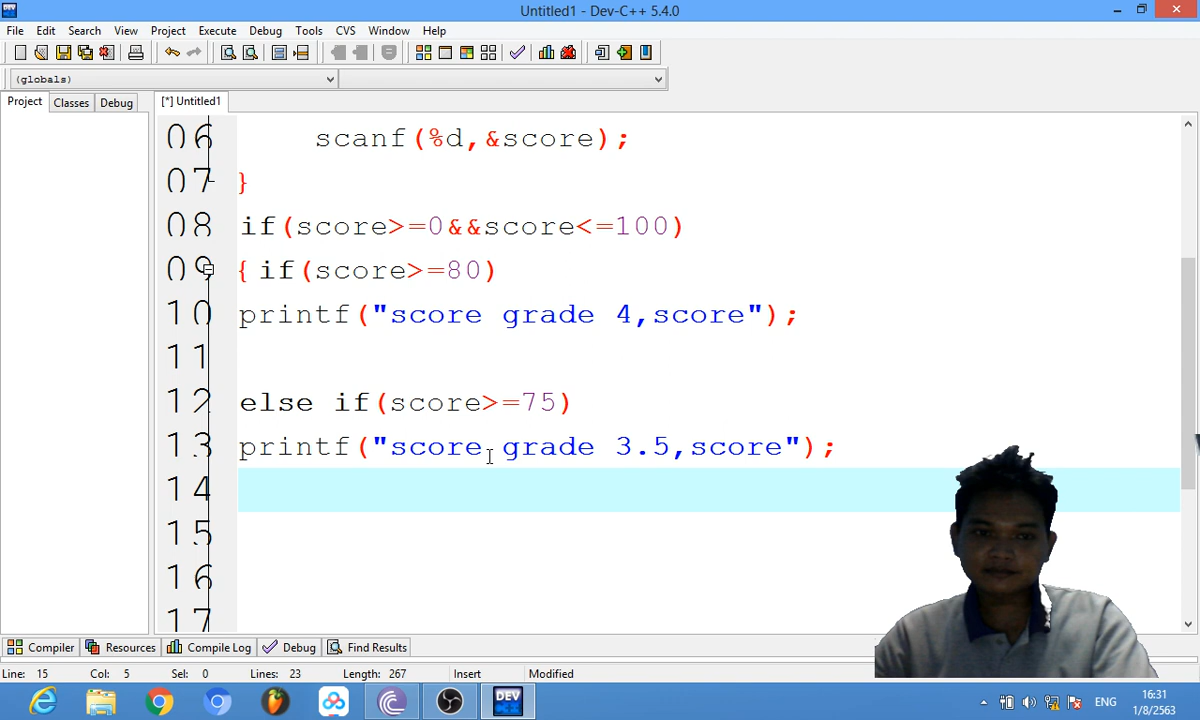 Untitled1 - Dev-C++ 5.4.0
File Edit Search View Project Execute Debug Tools CVS Window Help
(globals)
Project Classes Debug [*] Untitled1
06 scanf(%d,&score);
07 }
08 if(score>=0&&score<=100)
09 { if(score>=80)
10 printf("score grade 4,score");
11
12 else if(score>=75)
13 printf("score grade 3.5,score");
14
15
16
17
Compiler Resources Compile Log Debug Find Results
Line: 15 Col: 5 Sel: 0 Lines: 23 Length: 267 Insert Modified
DEV C++ ENG 16:31
1/8/2563